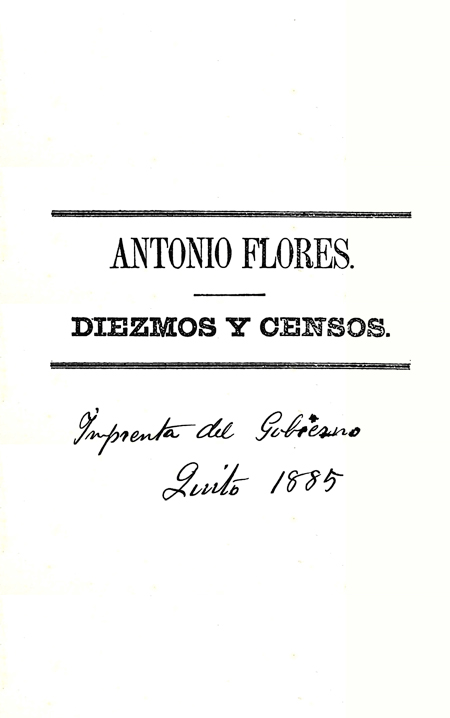 ANTONIO FLORES.
DIEZMOS Y CENSOS.
Imprenta del Gobierno
Quito 1885